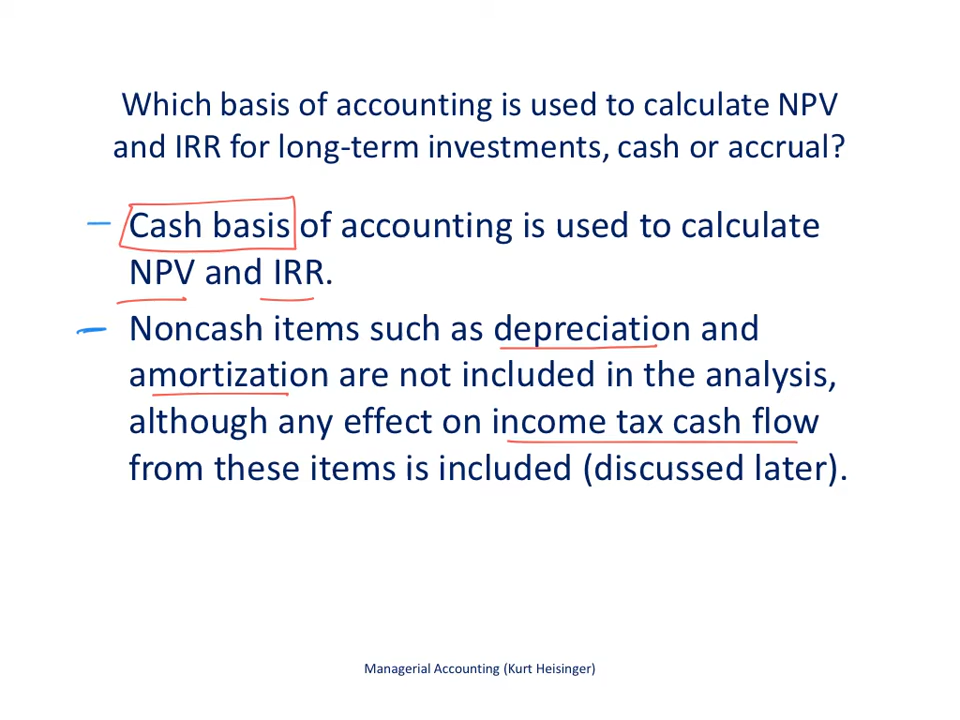 Which basis of accounting is used to calculate NPV
and IRR for long-term investments, cash or accrual?
– Cash basis of accounting is used to calculate
NPV and IRR.
– Noncash items such as depreciation and
amortization are not included in the analysis,
although any effect on income tax cash flow
from these items is included (discussed later).
Managerial Accounting (Kurt Heisinger)